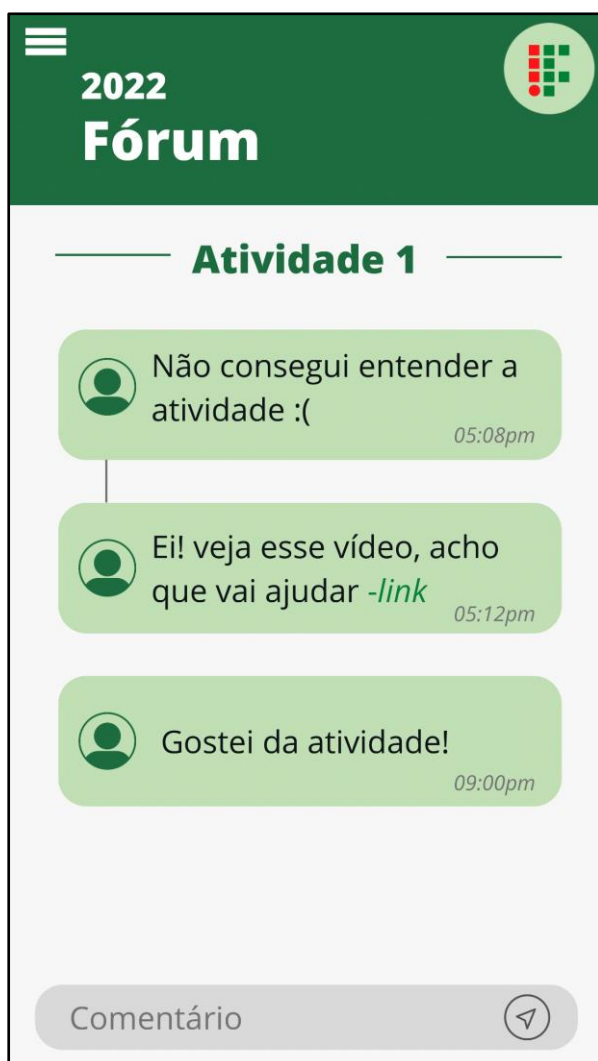 2022
Fórum
Atividade 1
Não consegui entender a
atividade :(
05:08pm
Ei! veja esse vídeo, acho
que vai ajudar -link
05:12pm
Gostei da atividade!
09:00pm
Comentário